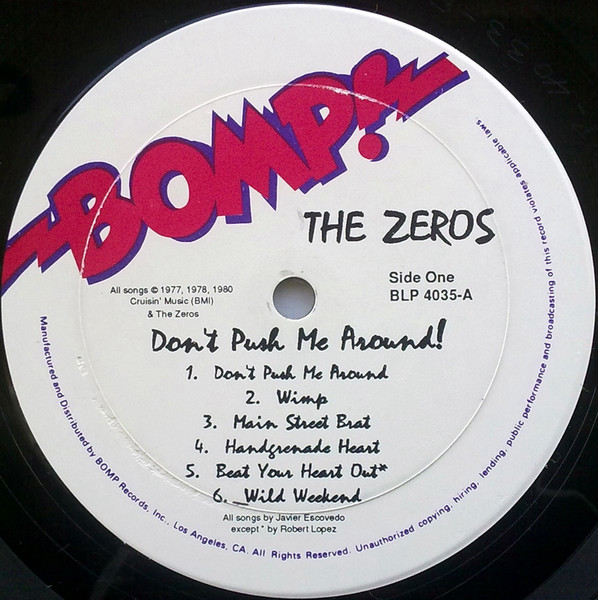 BOMP!
THE ZEROS
Side One
BLP 4035-A
All songs © 1977, 1978, 1980
Cruisin' Music (BMI)
& The Zeros
Don't Push Me Around!
1. Don't Push Me Around
2. Wimp
3. Main Street Brat
4. Handgrenade Heart
5. Beat Your Heart Out*
6. Wild Weekend
All songs by Javier Escovedo
except * by Robert Lopez
Manufactured and Distributed by BOMP Records, Inc., Los Angeles, CA. All Rights Reserved. Unauthorized copying, hiring, lending, public performance and broadcasting of this record violates applicable laws